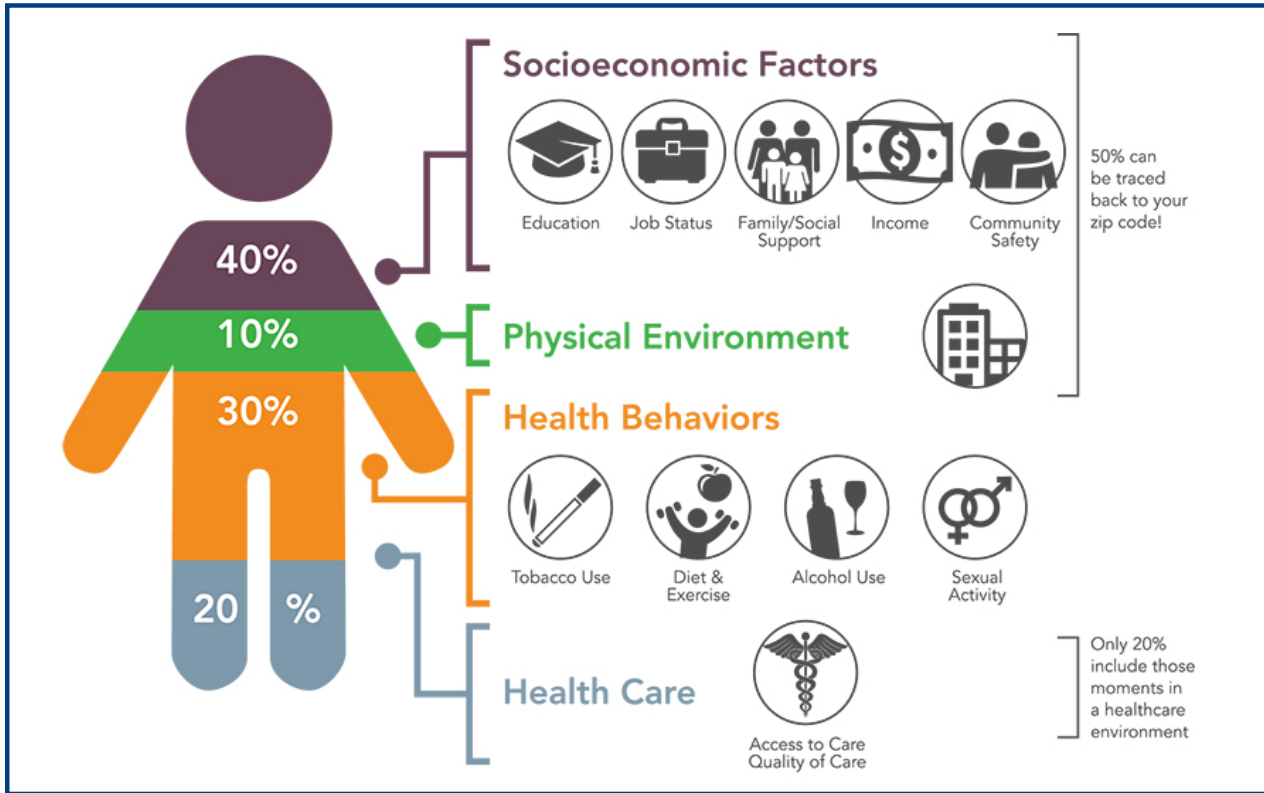 Socioeconomic Factors
Education
Job Status
Family/Social
Support
Income
Community
Safety
50% can
be traced
back to your
zip code!
40%
10%
Physical Environment
30%
Health Behaviors
Tobacco Use
Diet &
Exercise
Alcohol Use
Sexual
Activity
20 %
Health Care
Access to Care
Quality of Care
Only 20%
include those
moments in
a healthcare
environment